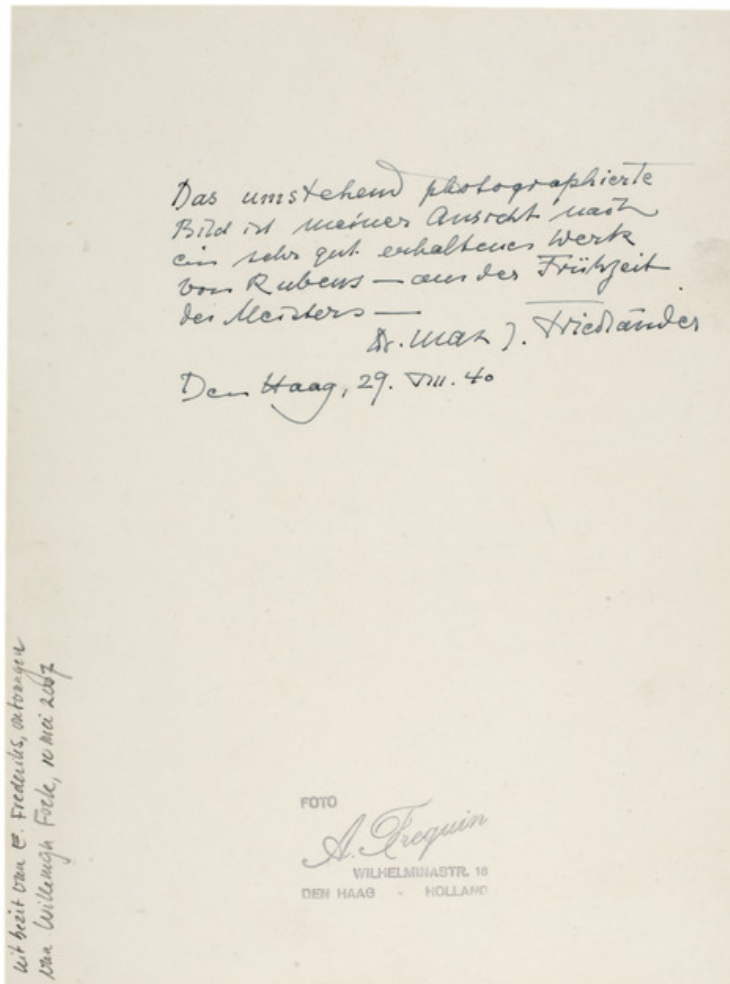 Das umstehend photographierte
Bild ist meiner Ansicht nach
ein sehr gut erhaltenes Werk
von Rubens — aus der Frühzeit
des Meisters —
Dr. Max J. Friedländer
Den Haag, 29. VIII. 40
uit bezit van E. Frederiks, ontvangen
van Willemijn Fock, 10 mei 2007
FOTO
A. Frequin
WILHELMINASTR. 18
DEN HAAG - HOLLAND